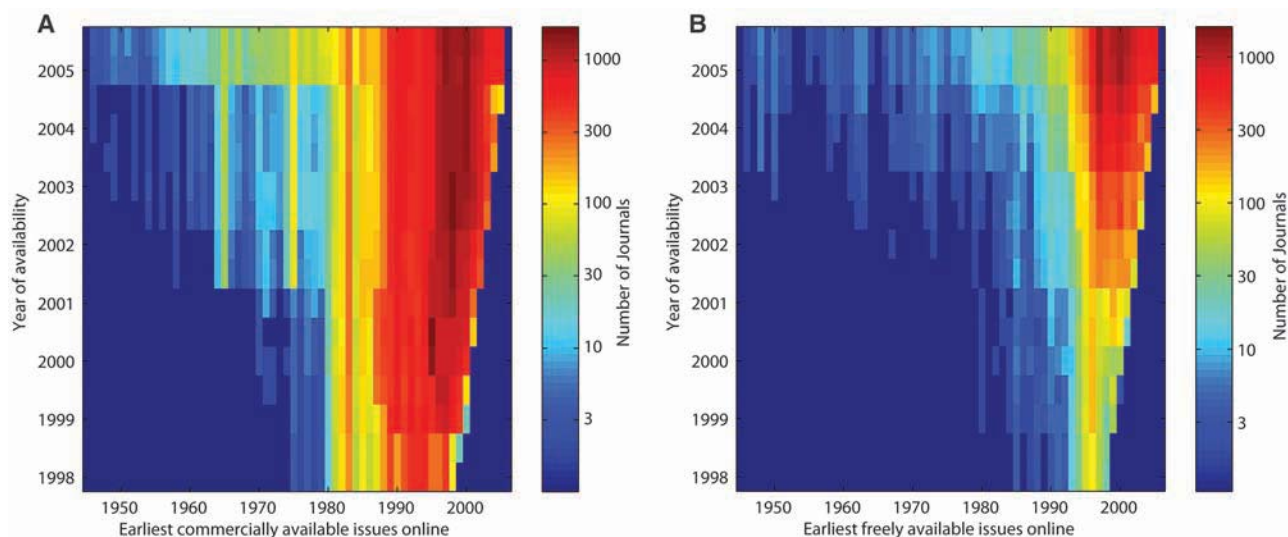 A
Year of availability
2005
2004
2003
2002
2001
2000
1999
1998
1950 1960 1970 1980 1990 2000
Earliest commercially available issues online
1000
300
100
30
10
3
Number of Journals
B
Year of availability
2005
2004
2003
2002
2001
2000
1999
1998
1950 1960 1970 1980 1990 2000
Earliest freely available issues online
1000
300
100
30
10
3
Number of Journals